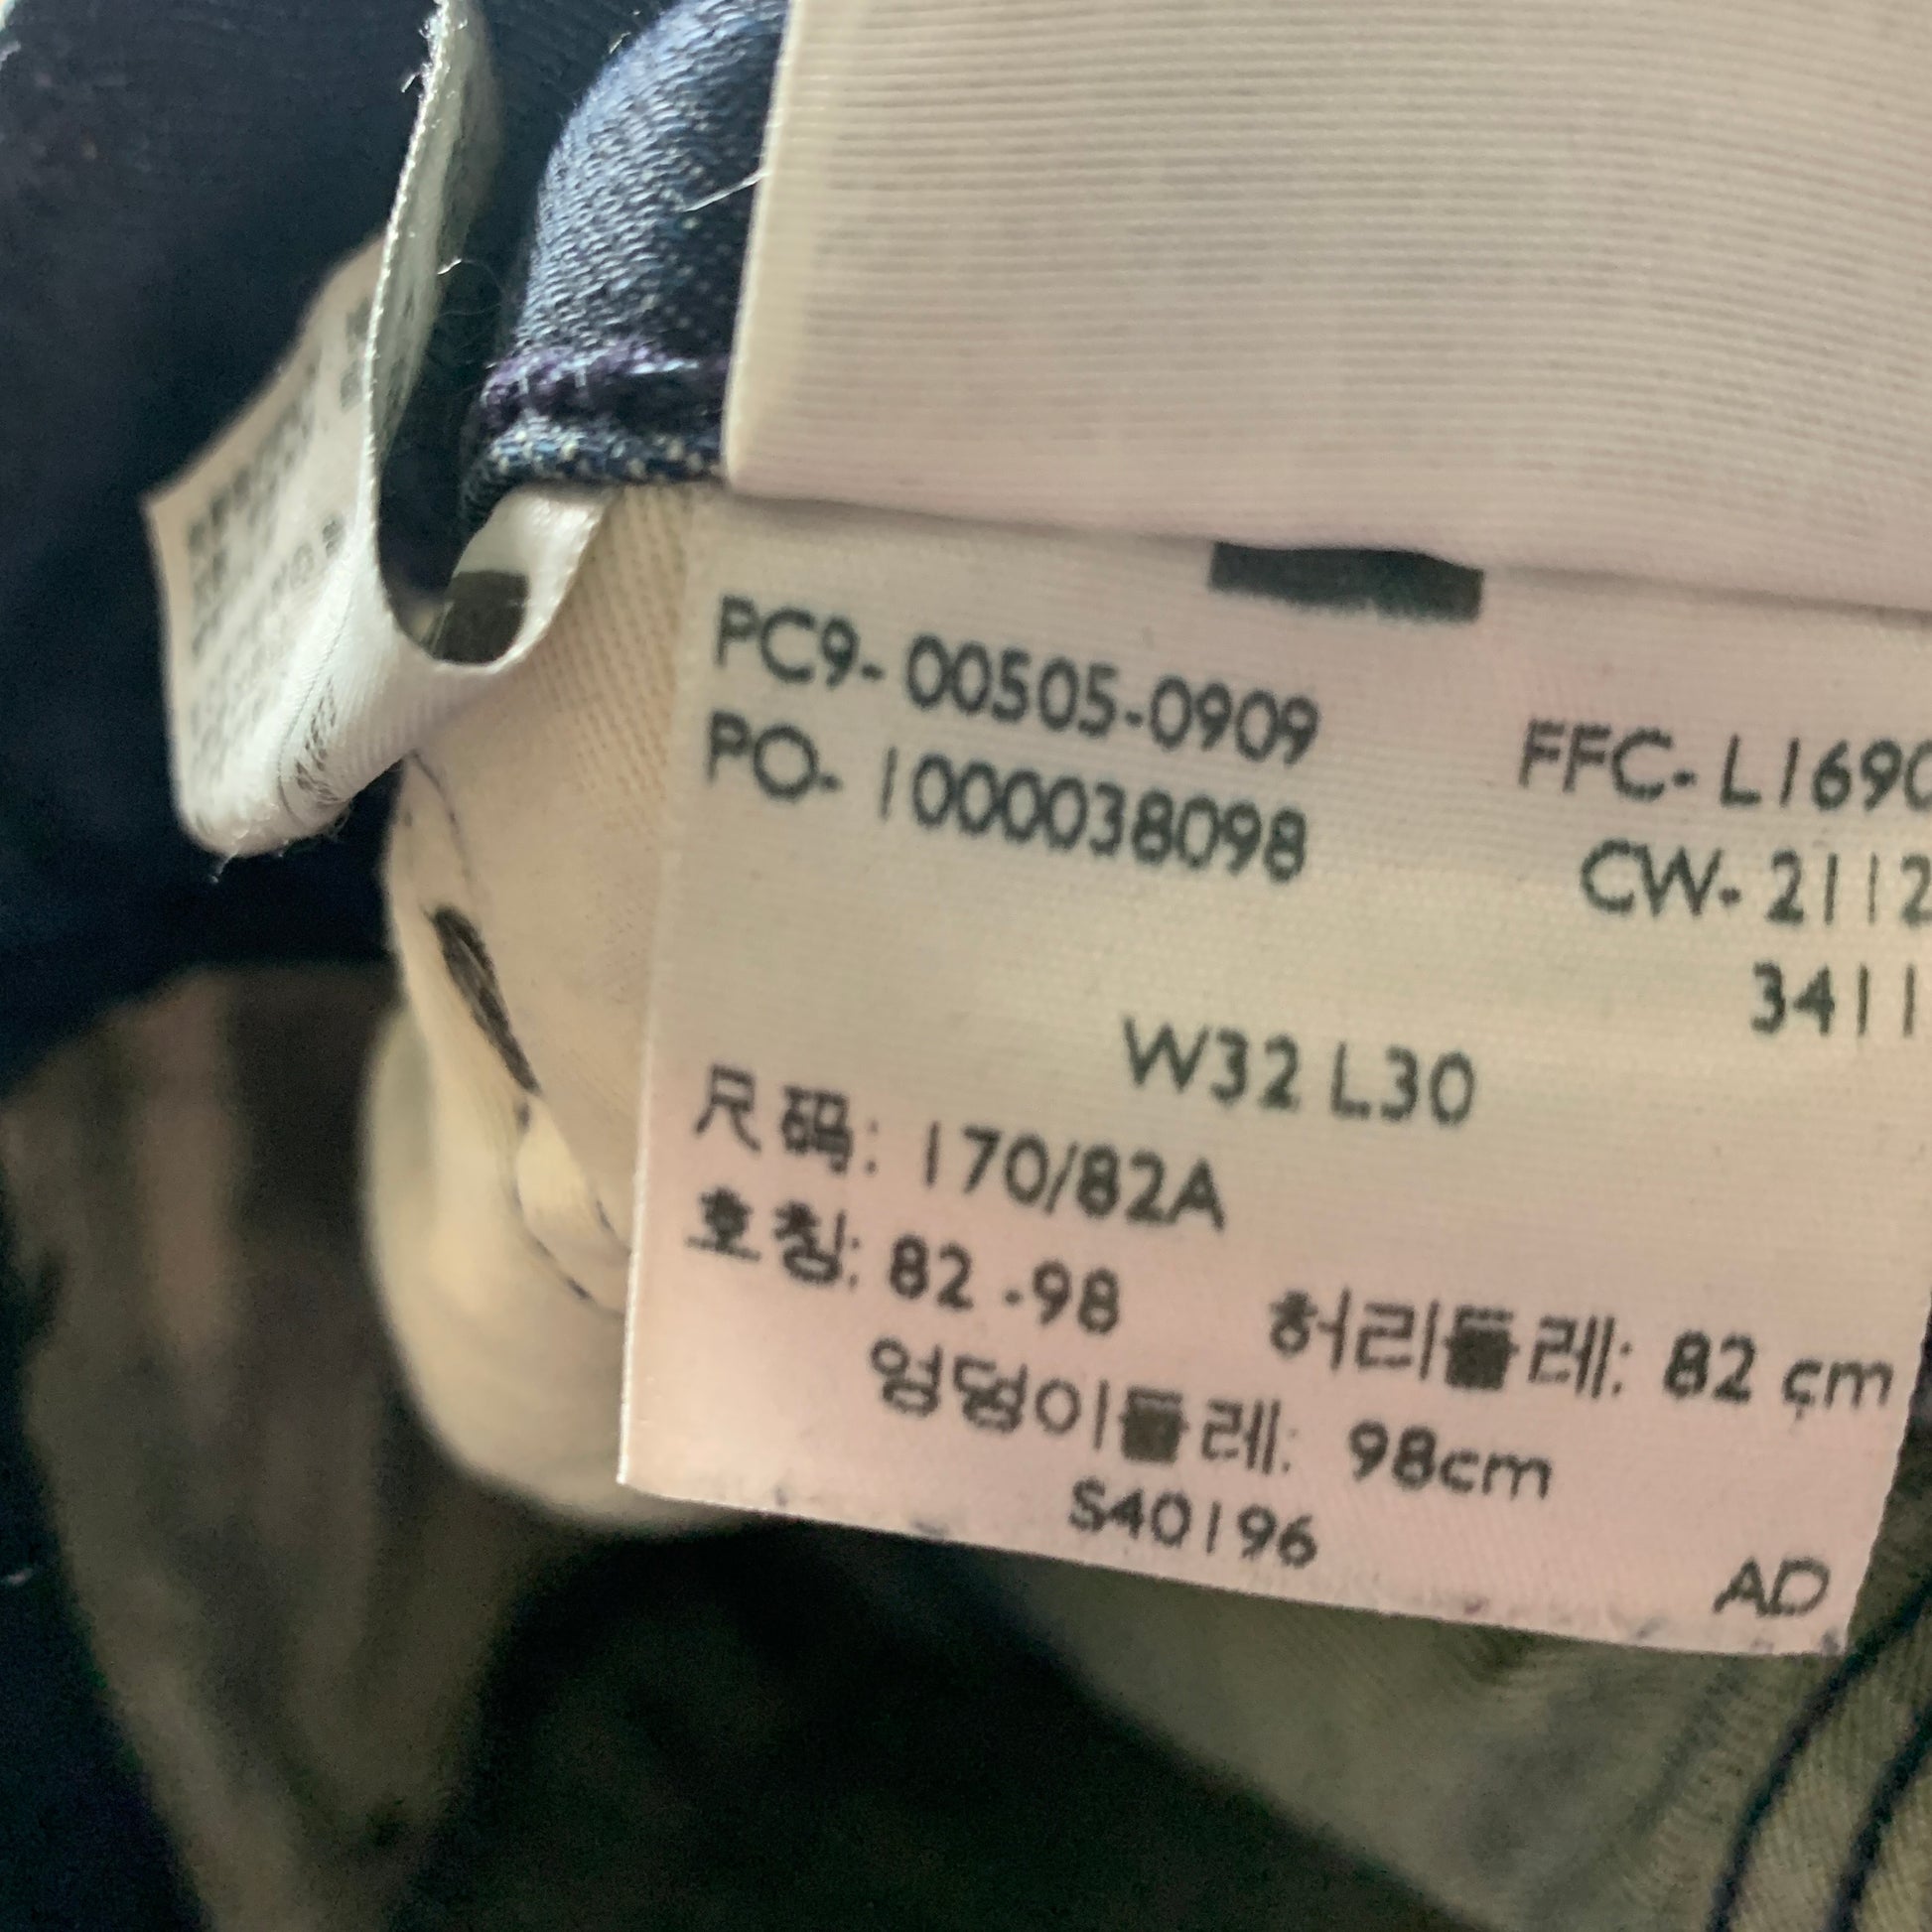 PC9- 00505-0909
PO- 1000038098
FFC- L1690
CW- 2112
3411
W32 L30
尺码: 170/82A
호칭: 82 -98 허리둘레: 82 cm
엉덩이둘레: 98cm
S40196
AD